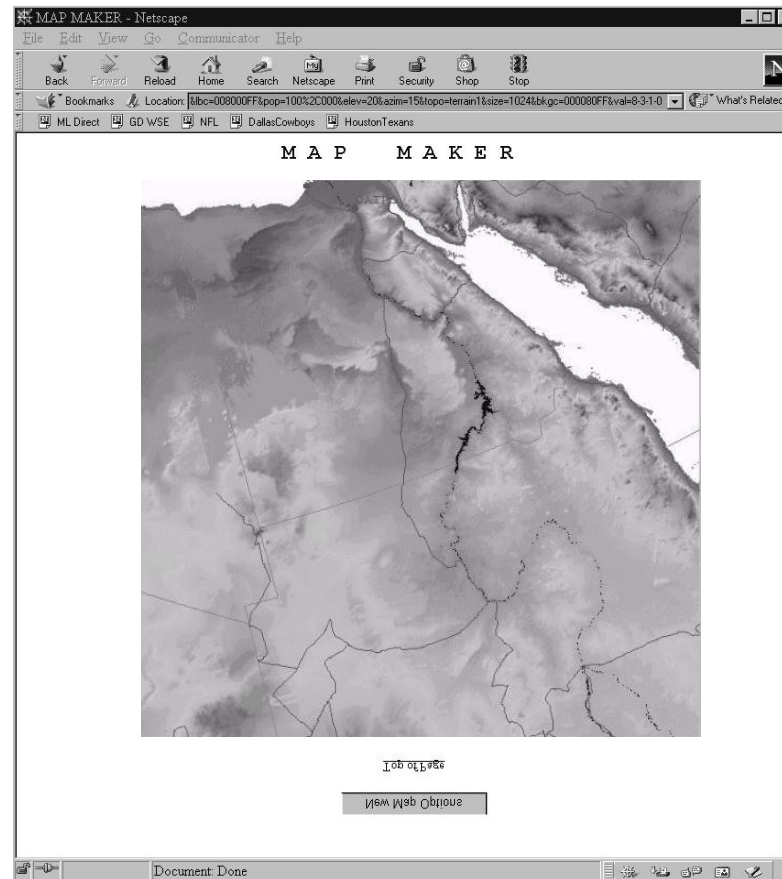 MAP MAKER - Netscape
File Edit View Go Communicator Help
Back Forward Reload Home Search Netscape Print Security Shop Stop
Bookmarks Location: &lbc=008000FF&pop=100%2C000&elev=20&azim=15&topo=terrain1&size=1024&bkgc=000080FF&val=8-3-1-0 What's Related
ML Direct GD WSE NFL DallasCowboys HoustonTexans
MAP MAKER
Top of Page
New Map Options
Document: Done